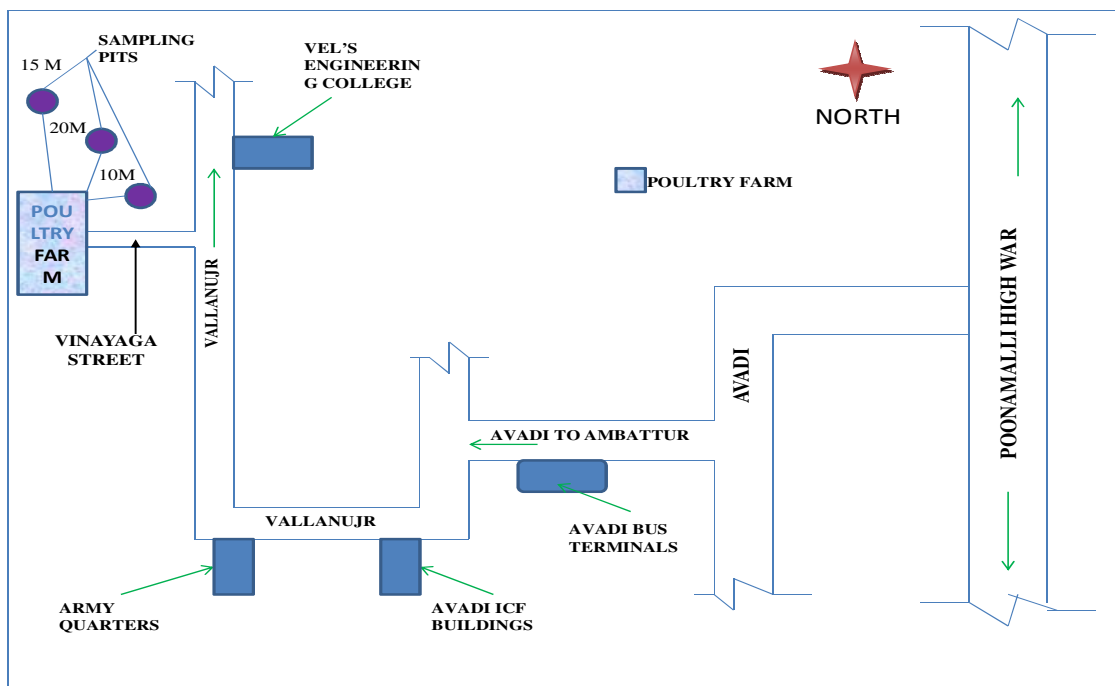 SAMPLING
PITS
15 M
20M
10M
VEL'S
ENGINEERIN
G COLLEGE
NORTH
POULTRY FARM
POU
LTRY
FAR
M
VALLANUJR
VINAYAGA
STREET
AVADI
POONAMALLI HIGH WAR
AVADI TO AMBATTUR
VALLANUJR
AVADI BUS
TERMINALS
ARMY
QUARTERS
AVADI ICF
BUILDINGS